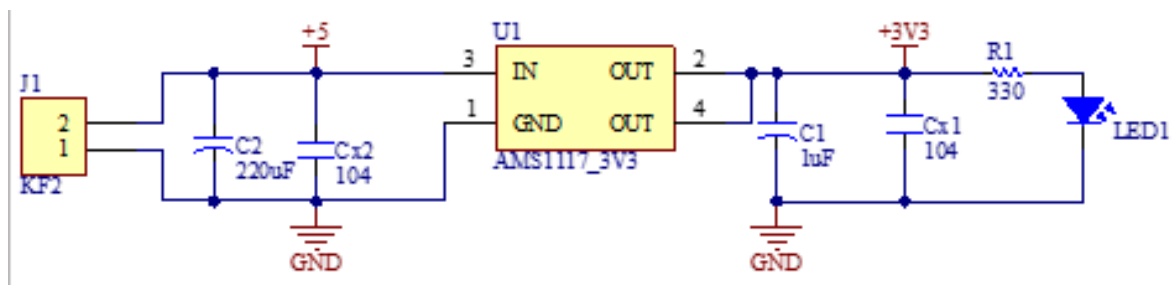 +5
U1
+3V3
3
IN
OUT
2
R1
330
J1
2
1
KF2
1
GND
OUT
4
C2
220uF
Cx2
104
AMS1117_3V3
C1
1uF
Cx1
104
LED1
GND
GND